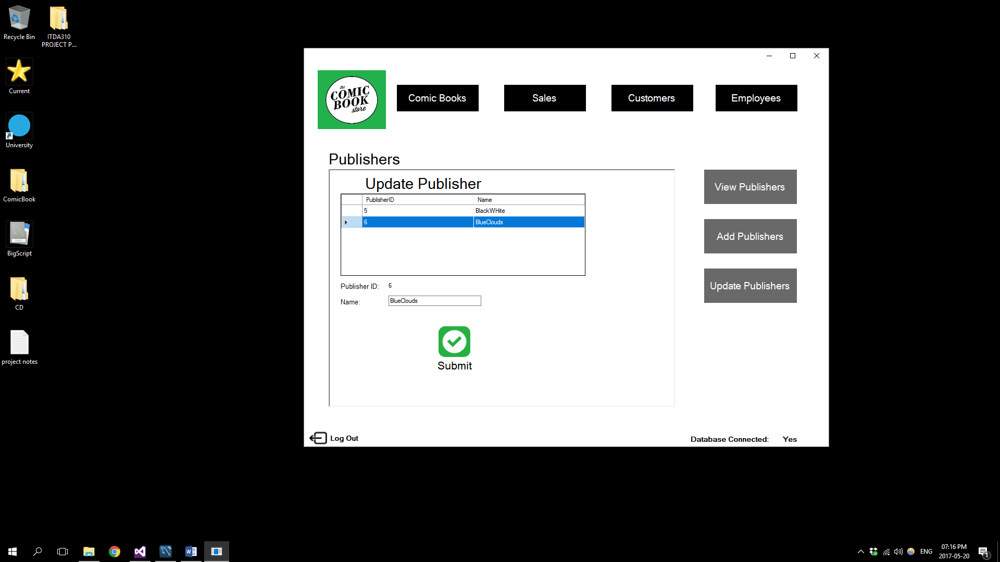 Recycle Bin
ITDA310
PROJECT P...
Current
University
ComicBook
BigScript
CD
project notes
the
COMIC
BOOK
store
Comic Books
Sales
Customers
Employees
Publishers
Update Publisher
PublisherID Name
5 BlackWHite
6 BlueClouds
Publisher ID: 6
Name: BlueClouds
Submit
View Publishers
Add Publishers
Update Publishers
Log Out
Database Connected: Yes
ENG
07:16 PM
2017-05-20
1